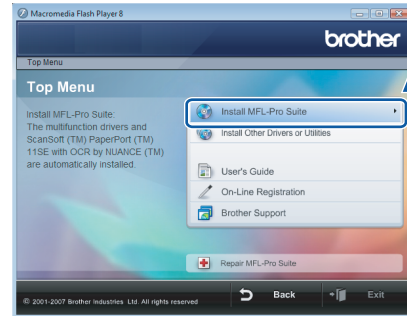 Macromedia Flash Player 8
brother
Top Menu
Top Menu
Install MFL-Pro Suite:
The multifunction drivers and
ScanSoft (TM) PaperPort (TM)
11SE with OCR by NUANCE (TM)
are automatically installed.
Install MFL-Pro Suite
Install Other Drivers or Utilities
User's Guide
On-Line Registration
Brother Support
Repair MFL-Pro Suite
© 2001-2007 Brother Industries Ltd. All rights reserved
Back
Exit